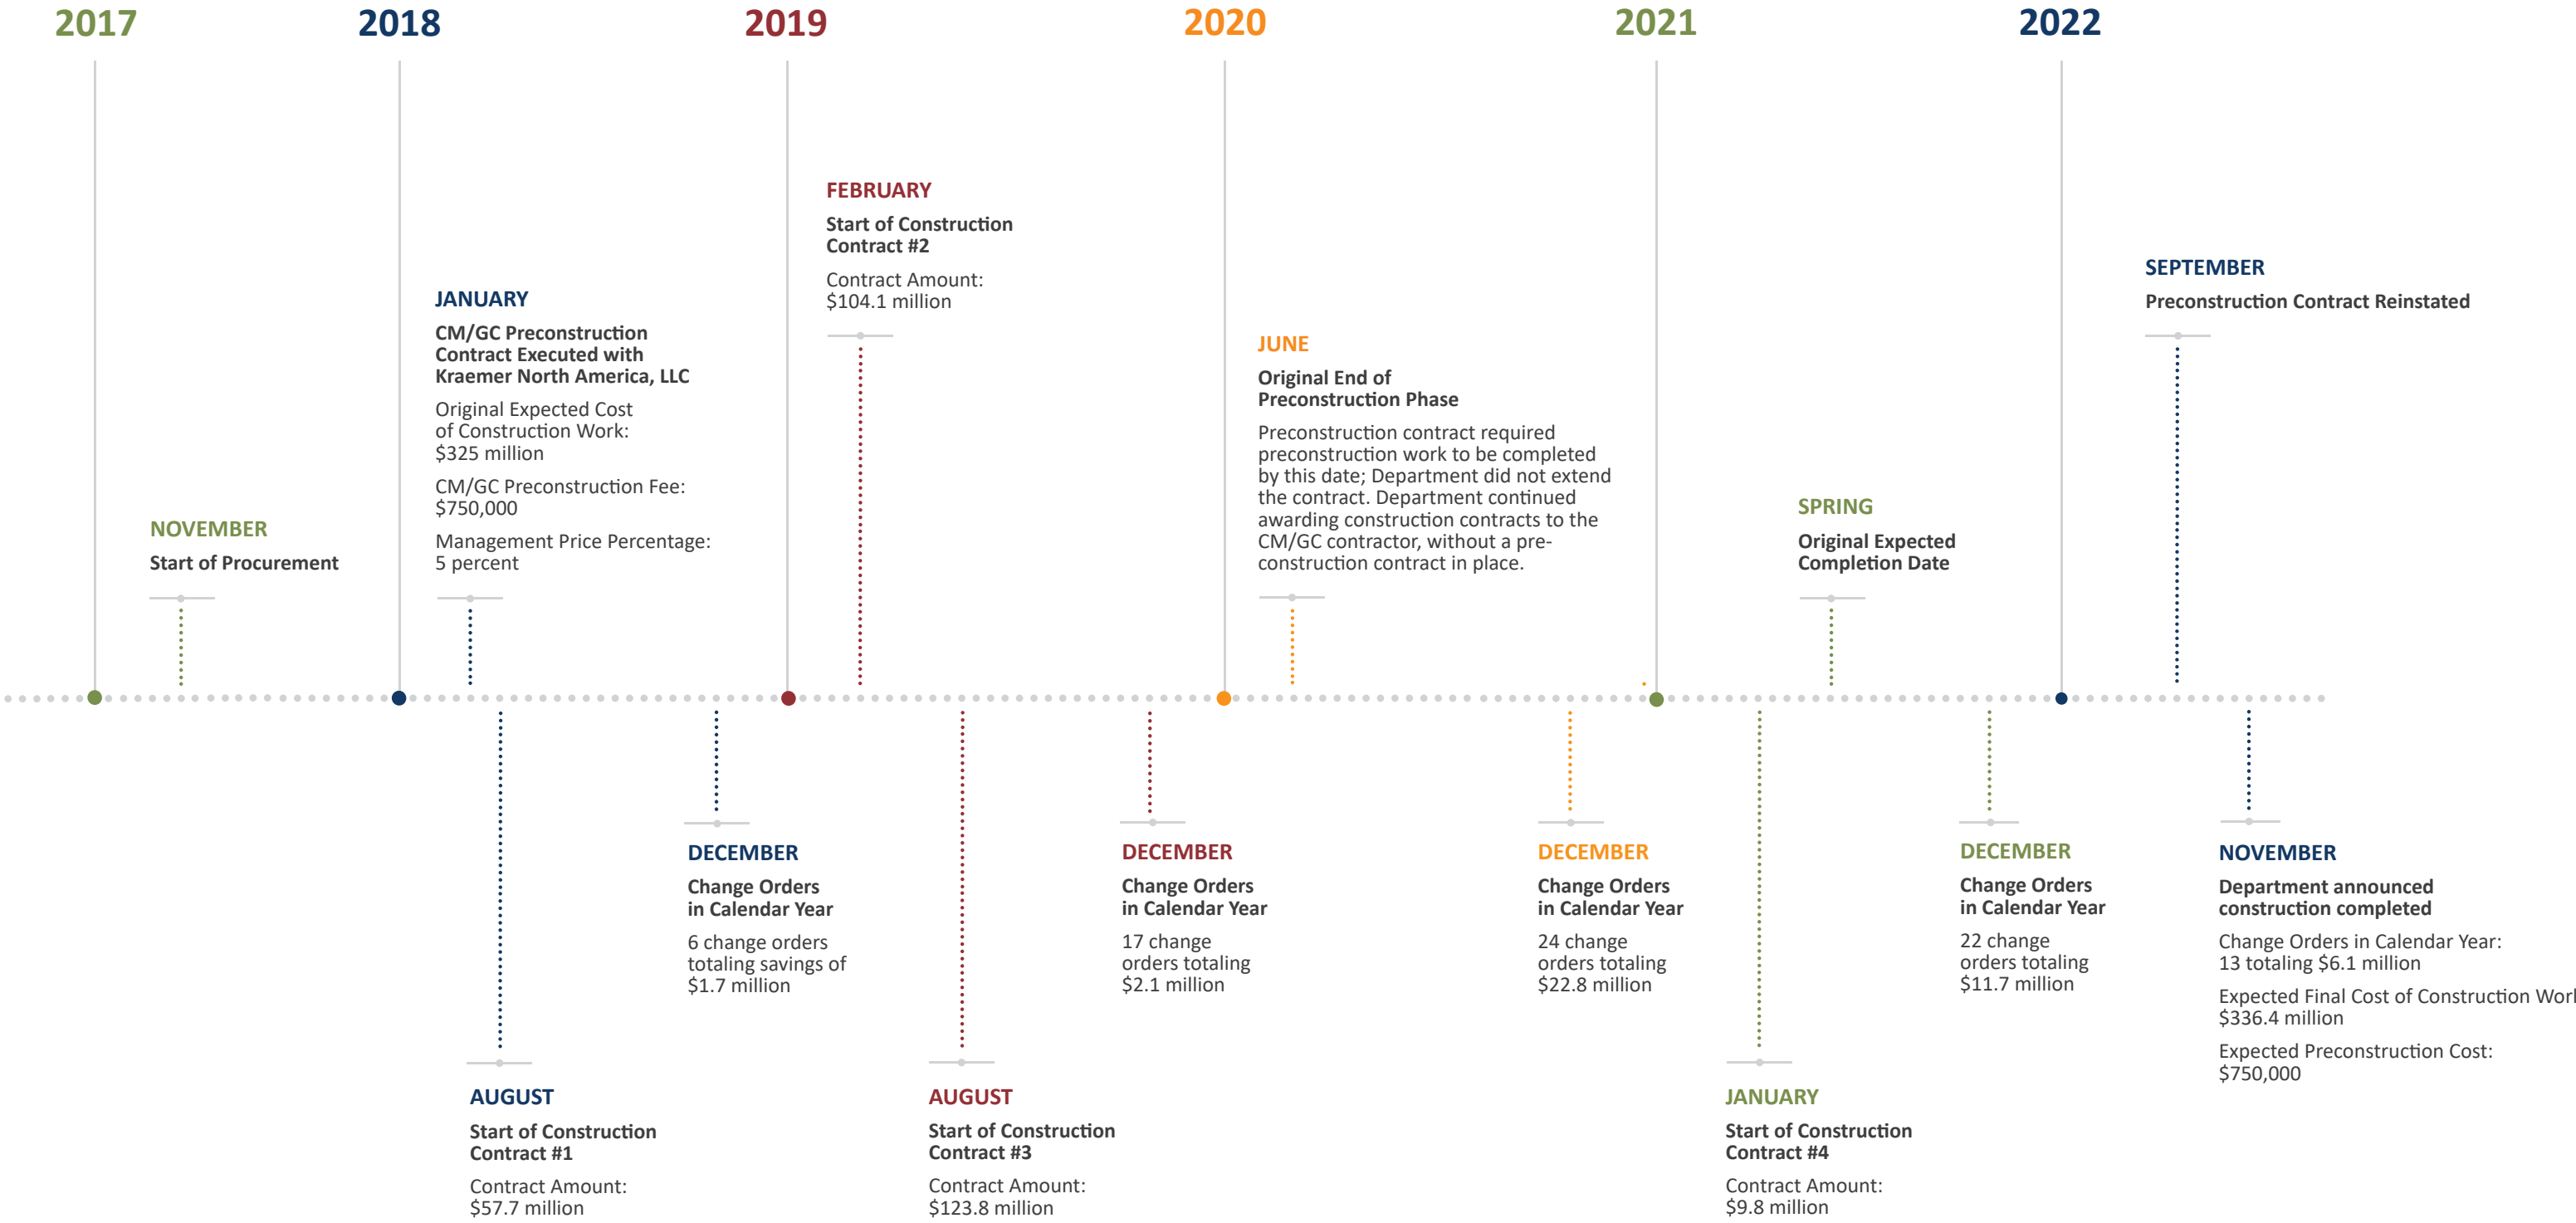 2017
2018
2019
2020
2021
2022
NOVEMBER
Start of Procurement
JANUARY
CM/GC Preconstruction
Contract Executed with
Kraemer North America, LLC
Original Expected Cost
of Construction Work:
$325 million
CM/GC Preconstruction Fee:
$750,000
Management Price Percentage:
5 percent
FEBRUARY
Start of Construction
Contract #2
Contract Amount:
$104.1 million
JUNE
Original End of
Preconstruction Phase
Preconstruction contract required
preconstruction work to be completed
by this date; Department did not extend
the contract. Department continued
awarding construction contracts to the
CM/GC contractor, without a pre-
construction contract in place.
SPRING
Original Expected
Completion Date
SEPTEMBER
Preconstruction Contract Reinstated
AUGUST
Start of Construction
Contract #1
Contract Amount:
$57.7 million
DECEMBER
Change Orders
in Calendar Year
6 change orders
totaling savings of
$1.7 million
AUGUST
Start of Construction
Contract #3
Contract Amount:
$123.8 million
DECEMBER
Change Orders
in Calendar Year
17 change
orders totaling
$2.1 million
DECEMBER
Change Orders
in Calendar Year
24 change
orders totaling
$22.8 million
JANUARY
Start of Construction
Contract #4
Contract Amount:
$9.8 million
DECEMBER
Change Orders
in Calendar Year
22 change
orders totaling
$11.7 million
NOVEMBER
Department announced
construction completed
Change Orders in Calendar Year:
13 totaling $6.1 million
Expected Final Cost of Construction Work
$336.4 million
Expected Preconstruction Cost:
$750,000